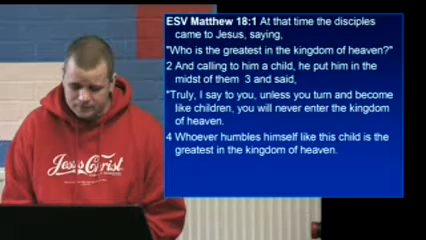 ESV Matthew 18:1 At that time the disciples
came to Jesus, saying,
"Who is the greatest in the kingdom of heaven?"
2 And calling to him a child, he put him in the
midst of them  3 and said,
"Truly, I say to you, unless you turn and become
like children, you will never enter the kingdom
of heaven.
4 Whoever humbles himself like this child is the
greatest in the kingdom of heaven.
Jesus Christ